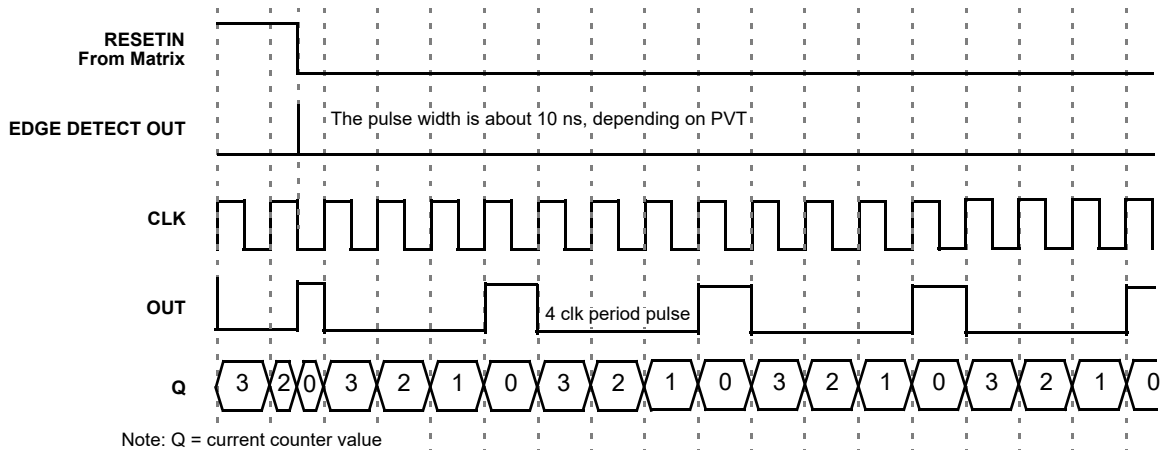 RESETIN
From Matrix
EDGE DETECT OUT
The pulse width is about 10 ns, depending on PVT
CLK
OUT
4 clk period pulse
Q
3 2 0 3 2 1 0 3 2 1 0 3 2 1 0 3 2 1 0
Note: Q = current counter value